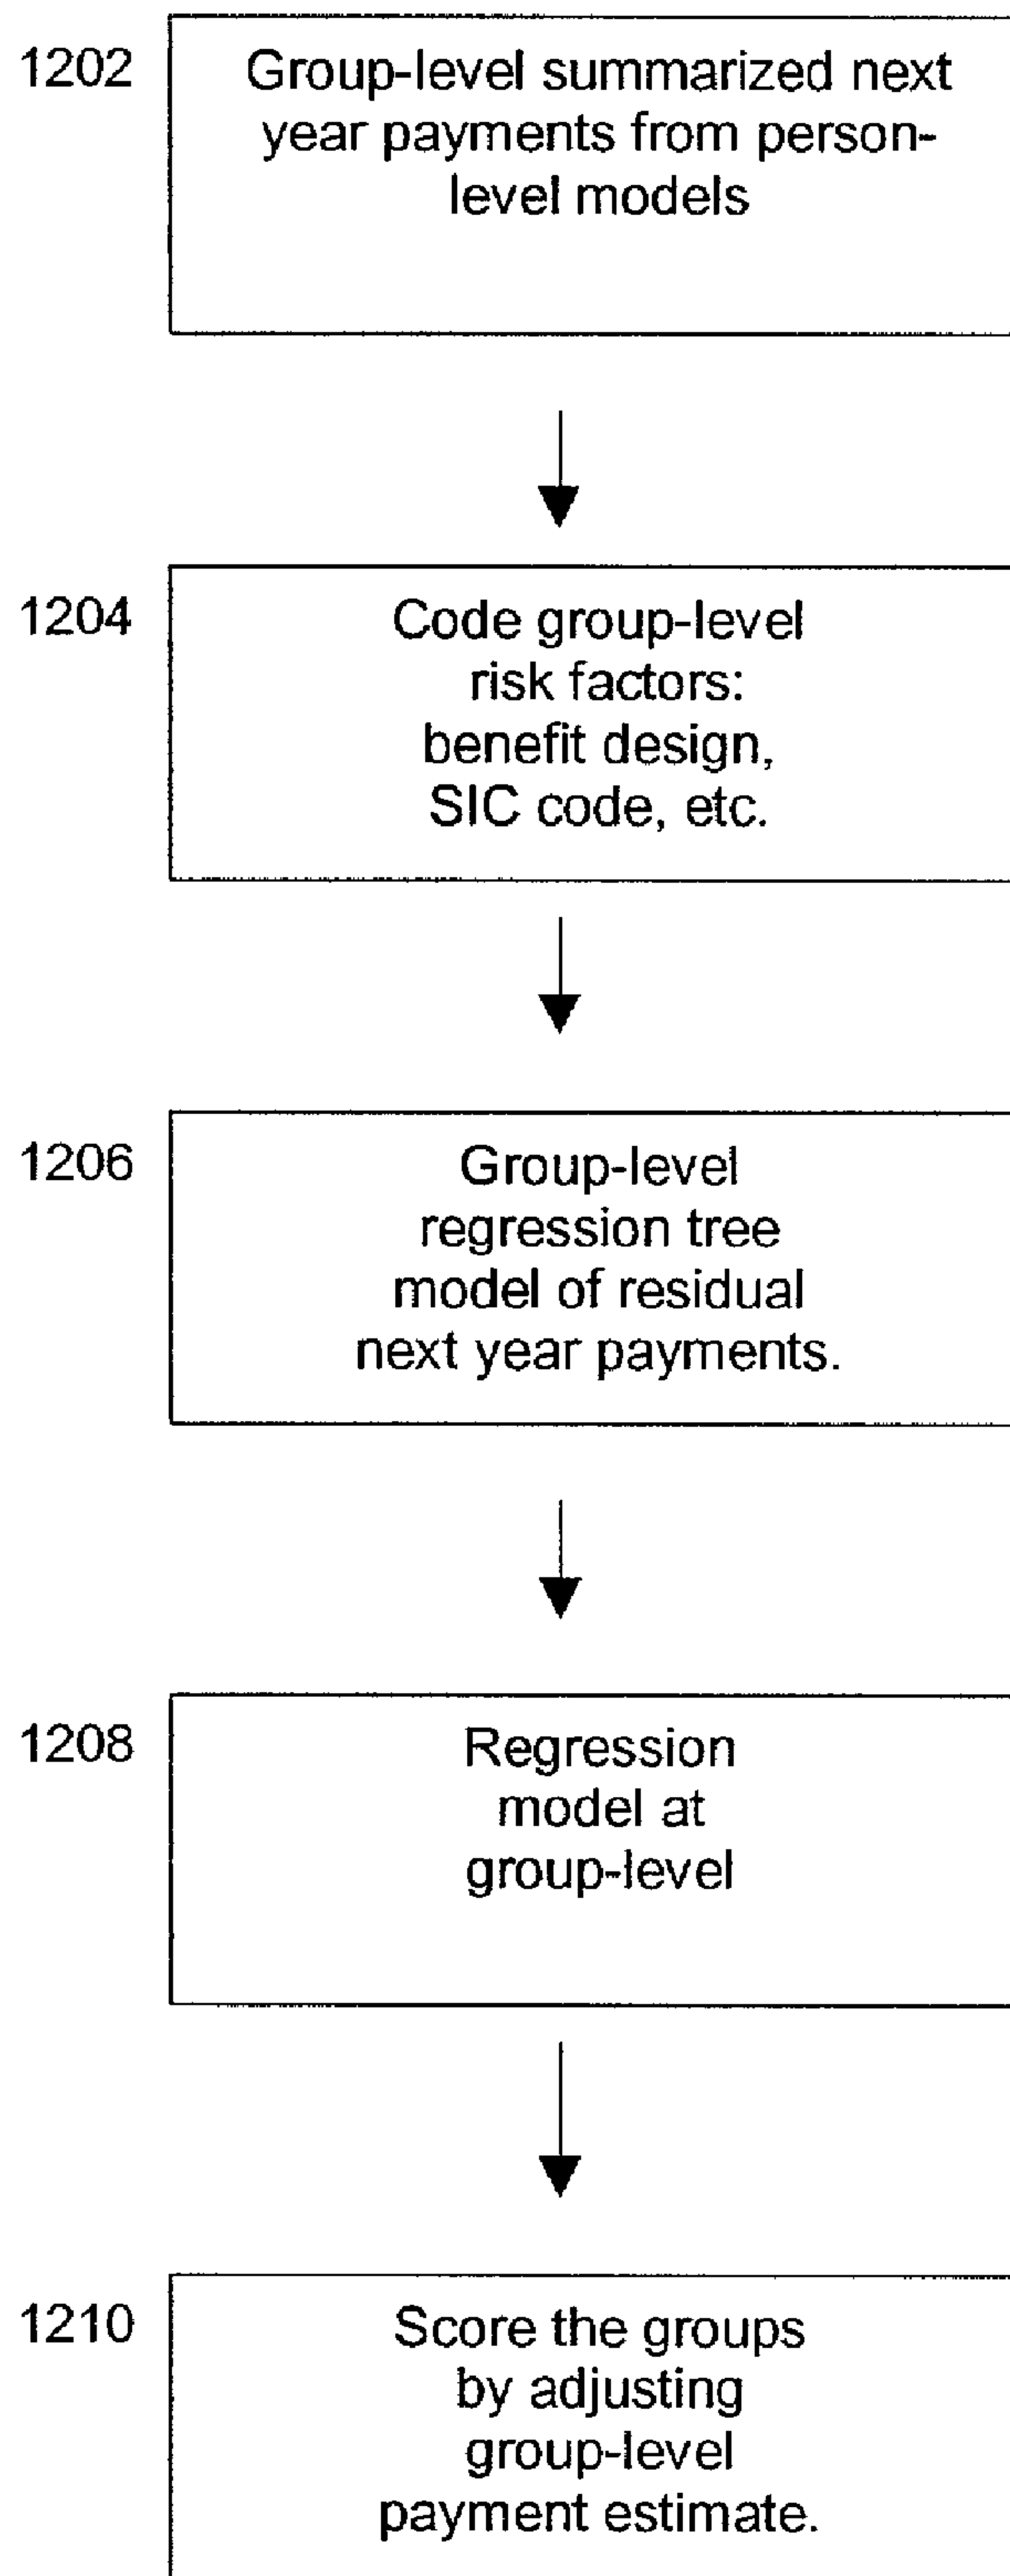 1202
Group-level summarized next
year payments from person-
level models
1204
Code group-level
risk factors:
benefit design,
SIC code, etc.
1206
Group-level
regression tree
model of residual
next year payments.
1208
Regression
model at
group-level
1210
Score the groups
by adjusting
group-level
payment estimate.